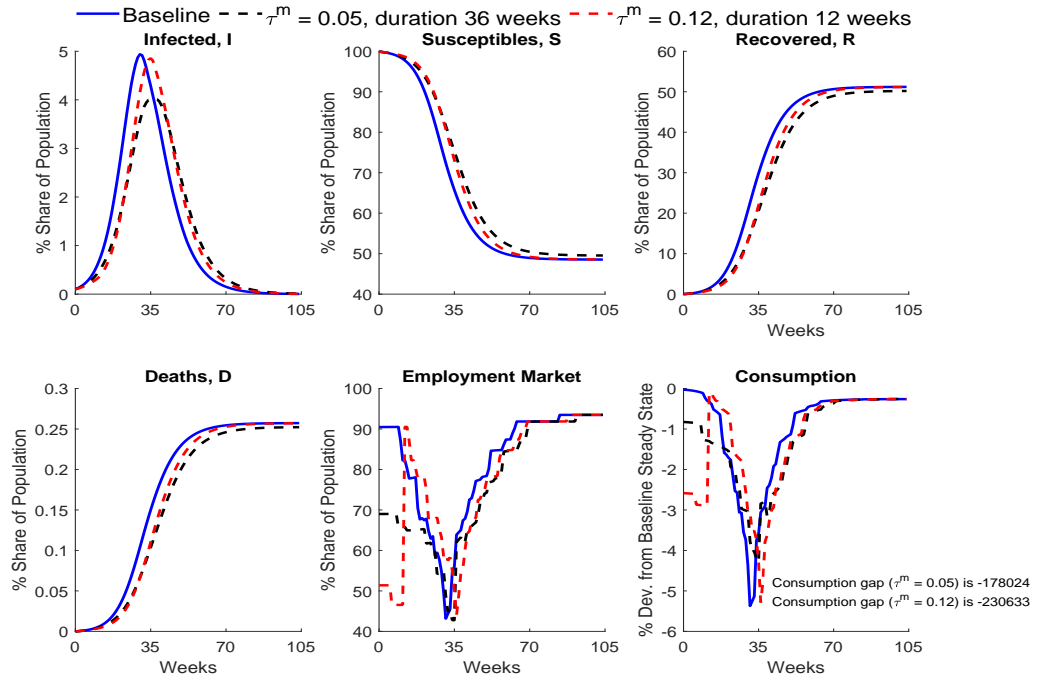 Baseline τᵐ = 0.05, duration 36 weeks τᵐ = 0.12, duration 12 weeks
Infected, I
% Share of Population
5
4
3
2
1
0
0 35 70 105
Susceptibles, S
% Share of Population
100
90
80
70
60
50
40
0 35 70 105
Recovered, R
% Share of Population
60
50
40
30
20
10
0
0 35 70 105
Weeks
Deaths, D
% Share of Population
0.3
0.25
0.2
0.15
0.1
0.05
0
0 35 70 105
Weeks
Employment Market
% Share of Population
100
90
80
70
60
50
40
0 35 70 105
Weeks
Consumption
% Dev. from Baseline Steady State
0
-1
-2
-3
-4
-5
-6
Consumption gap (τᵐ = 0.05) is -178024
Consumption gap (τᵐ = 0.12) is -230633
0 35 70 105
Weeks